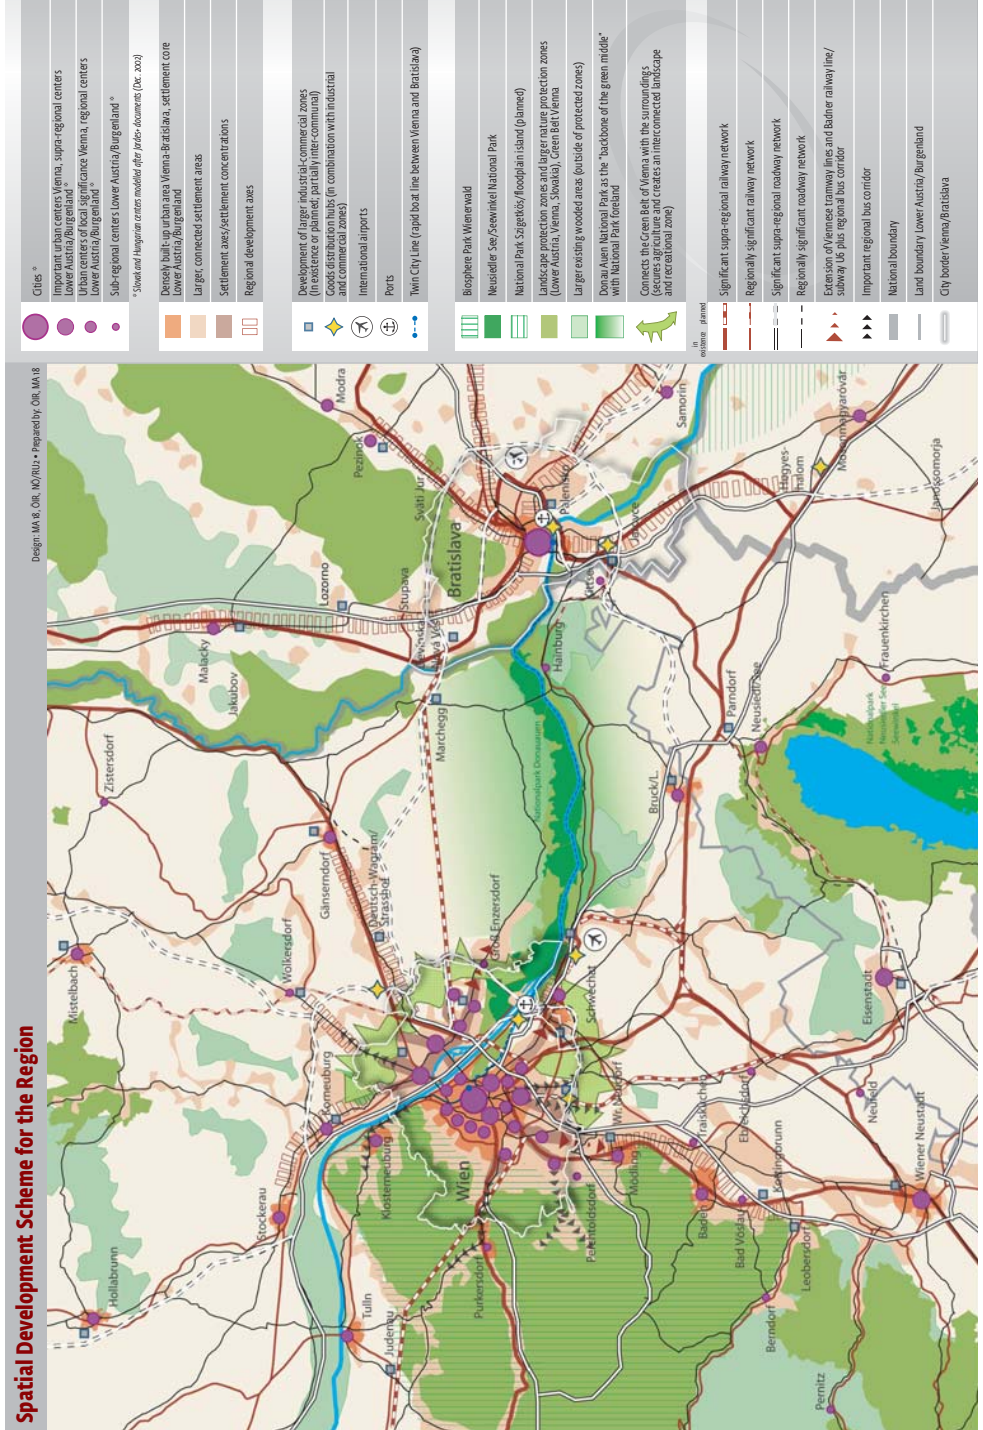 Spatial Development Scheme for the Region
Design: MA 18, ÖIR, NÖ/RU2 • Prepared by: ÖIR, MA 18
Hollabrunn
Mistelbach
Zistersdorf
Jakubov
Malacky
Lozorno
Modra
Pezinok
Svätý Jur
Stupava
Stockerau
Korneuburg
Wolkersdorf
Gänserndorf
Deutsch-Wagram/
Strasshof
Marchegg
Bratislava
Tulln
Judenau
Klosterneuburg
Wien
Groß Enzersdorf
Nationalpark Donauauen
Hainburg
Kittsee
Jarovce
Palenisko
Samorin
Purkersdorf
Perchtoldsdorf
Mödling
Wr. Neudorf
Schwechat
Bruck/L.
Parndorf
Neusiedl/See
Hegyes-
halom
Mosonmagyaróvár
Janossomorja
Frauenkirchen
Nationalpark
Neusiedler See
Seewinkel
Baden
Bad Vöslau
Traiskirchen
Ebreichsdorf
Kottingbrunn
Leobersdorf
Berndorf
Pernitz
Neufeld
Eisenstadt
Wiener Neustadt
Cities *
Important urban centers Vienna, supra-regional centers
Lower Austria/Burgenland *
Urban centers of local significance Vienna, regional centers
Lower Austria/Burgenland *
Sub-regional centers Lower Austria/Burgenland *
* Slovak and Hungarian centers modelled after Jordes+ documents (Dec. 2002)
Densely built-up urban area Vienna-Bratislava, settlement core
Lower Austria/Burgenland
Larger, connected settlement areas
Settlement axes/settlement concentrations
Regional development axes
Development of larger industrial-commercial zones
(in existence or planned; partially inter-communal)
Goods distribution hubs (in combination with industrial
and commercial zones)
International airports
Ports
Twin City Line (rapid boat line between Vienna and Bratislava)
Biosphere Park Wienerwald
Neusiedler See/Seewinkel National Park
National Park Szigetkös/floodplain island (planned)
Landscape protection zones and larger nature protection zones
(Lower Austria, Vienna, Slovakia), Green Belt Vienna
Larger existing wooded areas (outside of protected zones)
Donau Auen National Park as the "backbone of the green middle"
with National Park foreland
Connects the Green Belt of Vienna with the surroundings
(secures agriculture and creates an interconnected landscape
and recreational zone)
in
existence planned
Significant supra-regional railway network
Regionally significant railway network
Significant supra-regional roadway network
Regionally significant roadway network
Extension of Viennese tramway lines and Badner railway line/
subway U6 plus regional bus corridor
Important regional bus corridor
National boundary
Land boundary Lower Austria/ Burgenland
City border Vienna/Bratislava